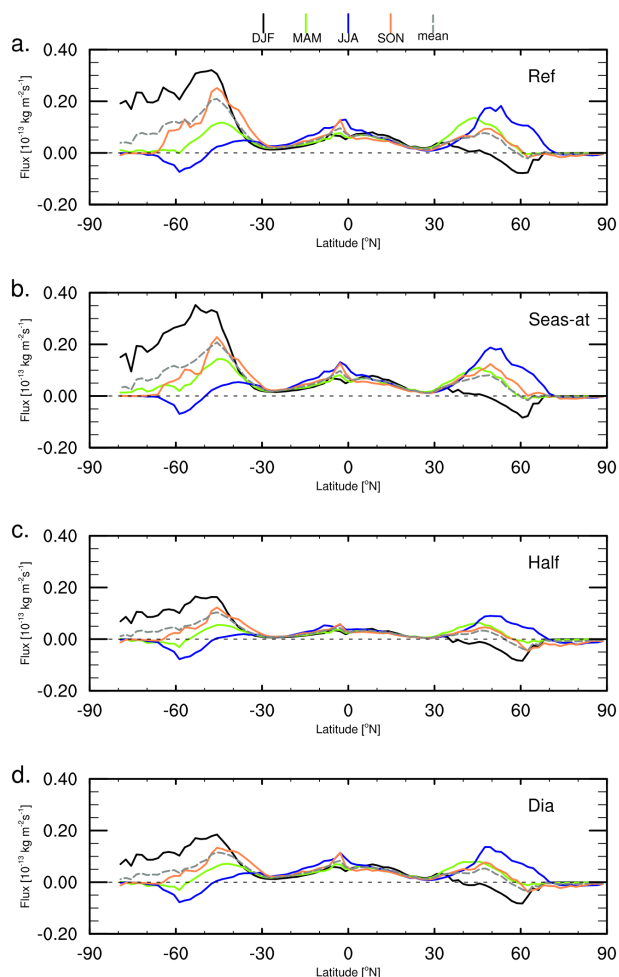 DJF MAM JJA SON mean
a.
Ref
Flux [10⁻¹³ kg m⁻²s⁻¹]
0.40
0.20
0.00
-0.20
-90 -60 -30 0 30 60 90
Latitude [°N]
b.
Seas-at
Flux [10⁻¹³ kg m⁻²s⁻¹]
0.40
0.20
0.00
-0.20
-90 -60 -30 0 30 60 90
Latitude [°N]
c.
Half
Flux [10⁻¹³ kg m⁻²s⁻¹]
0.40
0.20
0.00
-0.20
-90 -60 -30 0 30 60 90
Latitude [°N]
d.
Dia
Flux [10⁻¹³ kg m⁻²s⁻¹]
0.40
0.20
0.00
-0.20
-90 -60 -30 0 30 60 90
Latitude [°N]